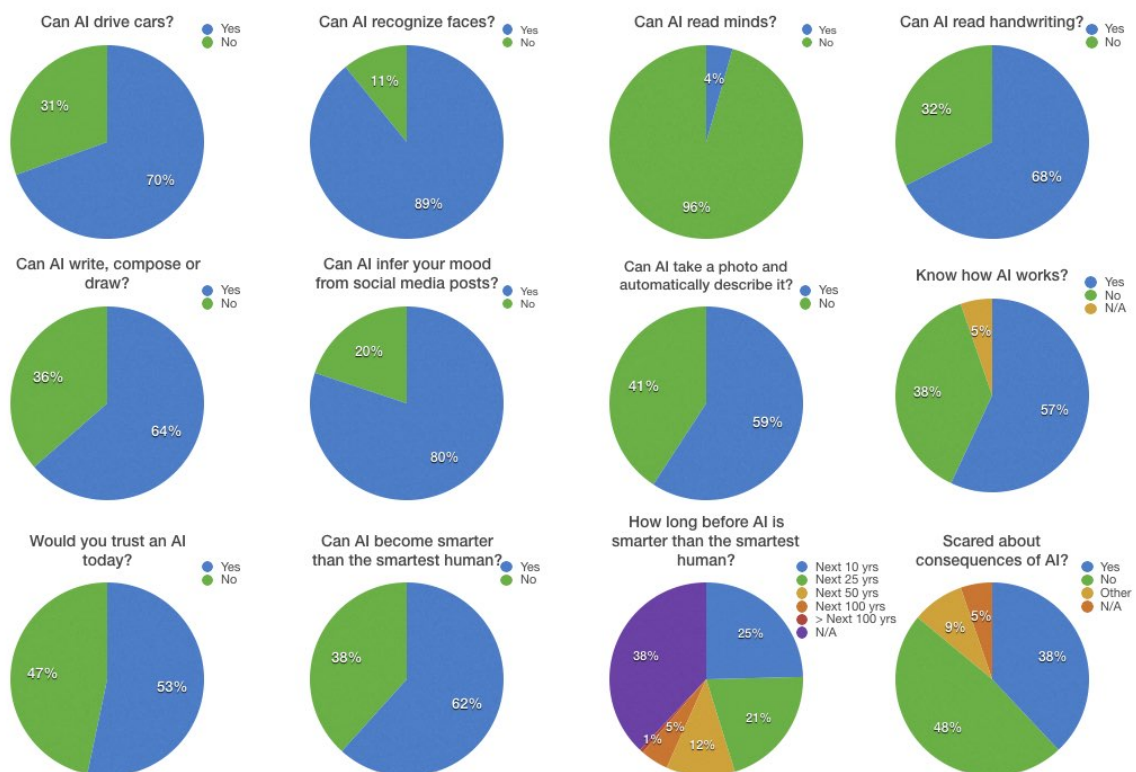 Can AI drive cars?
Yes
No
31%
70%
Can AI recognize faces?
Yes
No
11%
89%
Can AI read minds?
Yes
No
4%
96%
Can AI read handwriting?
Yes
No
32%
68%
Can AI write, compose or
draw?
Yes
No
36%
64%
Can AI infer your mood
from social media posts?
Yes
No
20%
80%
Can AI take a photo and
automatically describe it?
Yes
No
41%
59%
Know how AI works?
Yes
No
N/A
5%
38%
57%
Would you trust an AI
today?
Yes
No
47%
53%
Can AI become smarter
than the smartest human?
Yes
No
38%
62%
How long before AI is
smarter than the smartest
human?
Next 10 yrs
Next 25 yrs
Next 50 yrs
Next 100 yrs
> Next 100 yrs
N/A
25%
38%
21%
5%
1%
12%
Scared about
consequences of AI?
Yes
No
Other
N/A
5%
9%
38%
48%